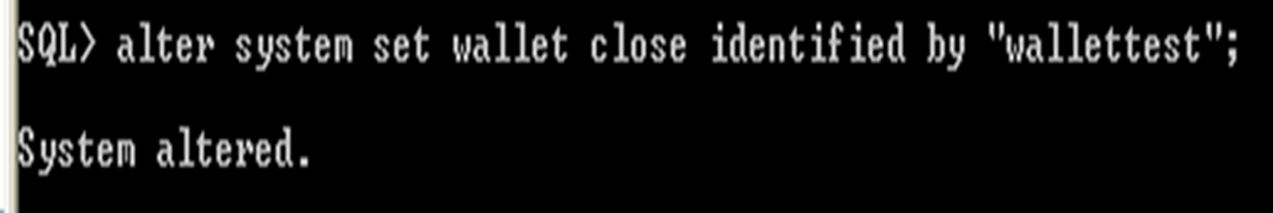 SQL> alter system set wallet close identified by "wallettest";
System altered.